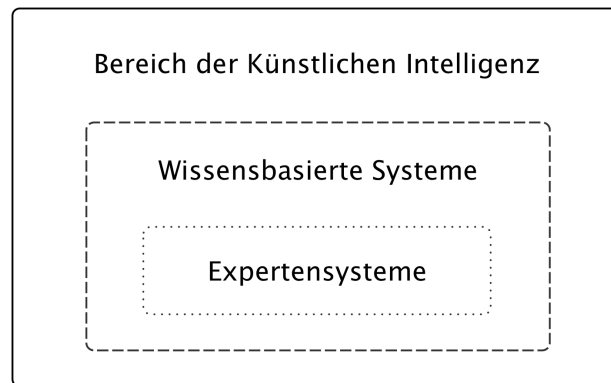 Bereich der Künstlichen Intelligenz
Wissensbasierte Systeme
Expertensysteme